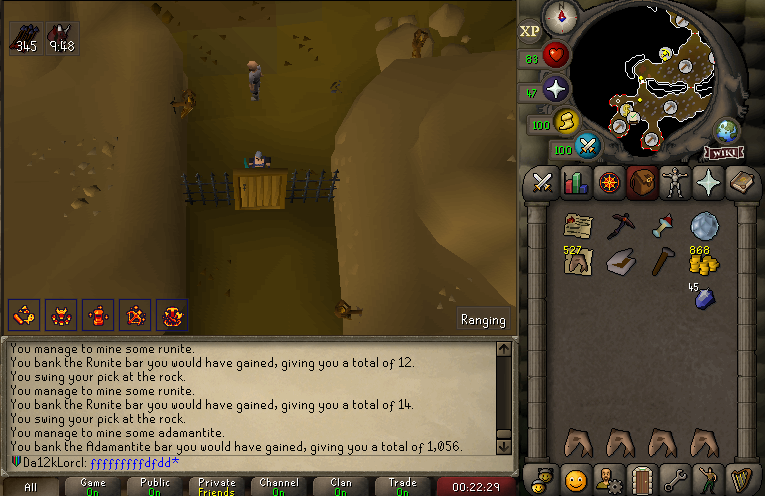 345
9:48
XP
83
47
100
100
WIKI
527
868
45
Ranging
You manage to mine some runite.
You bank the Runite bar you would have gained, giving you a total of 12.
You swing your pick at the rock.
You manage to mine some runite.
You bank the Runite bar you would have gained, giving you a total of 14.
You swing your pick at the rock.
You manage to mine some adamantite.
You bank the Adamantite bar you would have gained, giving you a total of 1,056.
Da12kLorcl: fffffffffdfdd*
All
Game
On
Public
On
Private
Friends
Channel
On
Clan
On
Trade
On
00:22:29